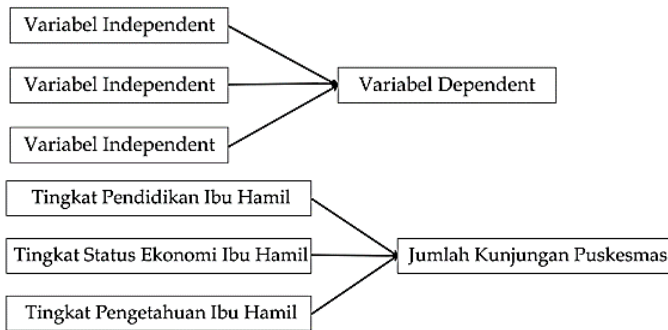 Variabel Independent
Variabel Independent
Variabel Dependent
Variabel Independent
Tingkat Pendidikan Ibu Hamil
Tingkat Status Ekonomi Ibu Hamil
Jumlah Kunjungan Puskesmas
Tingkat Pengetahuan Ibu Hamil